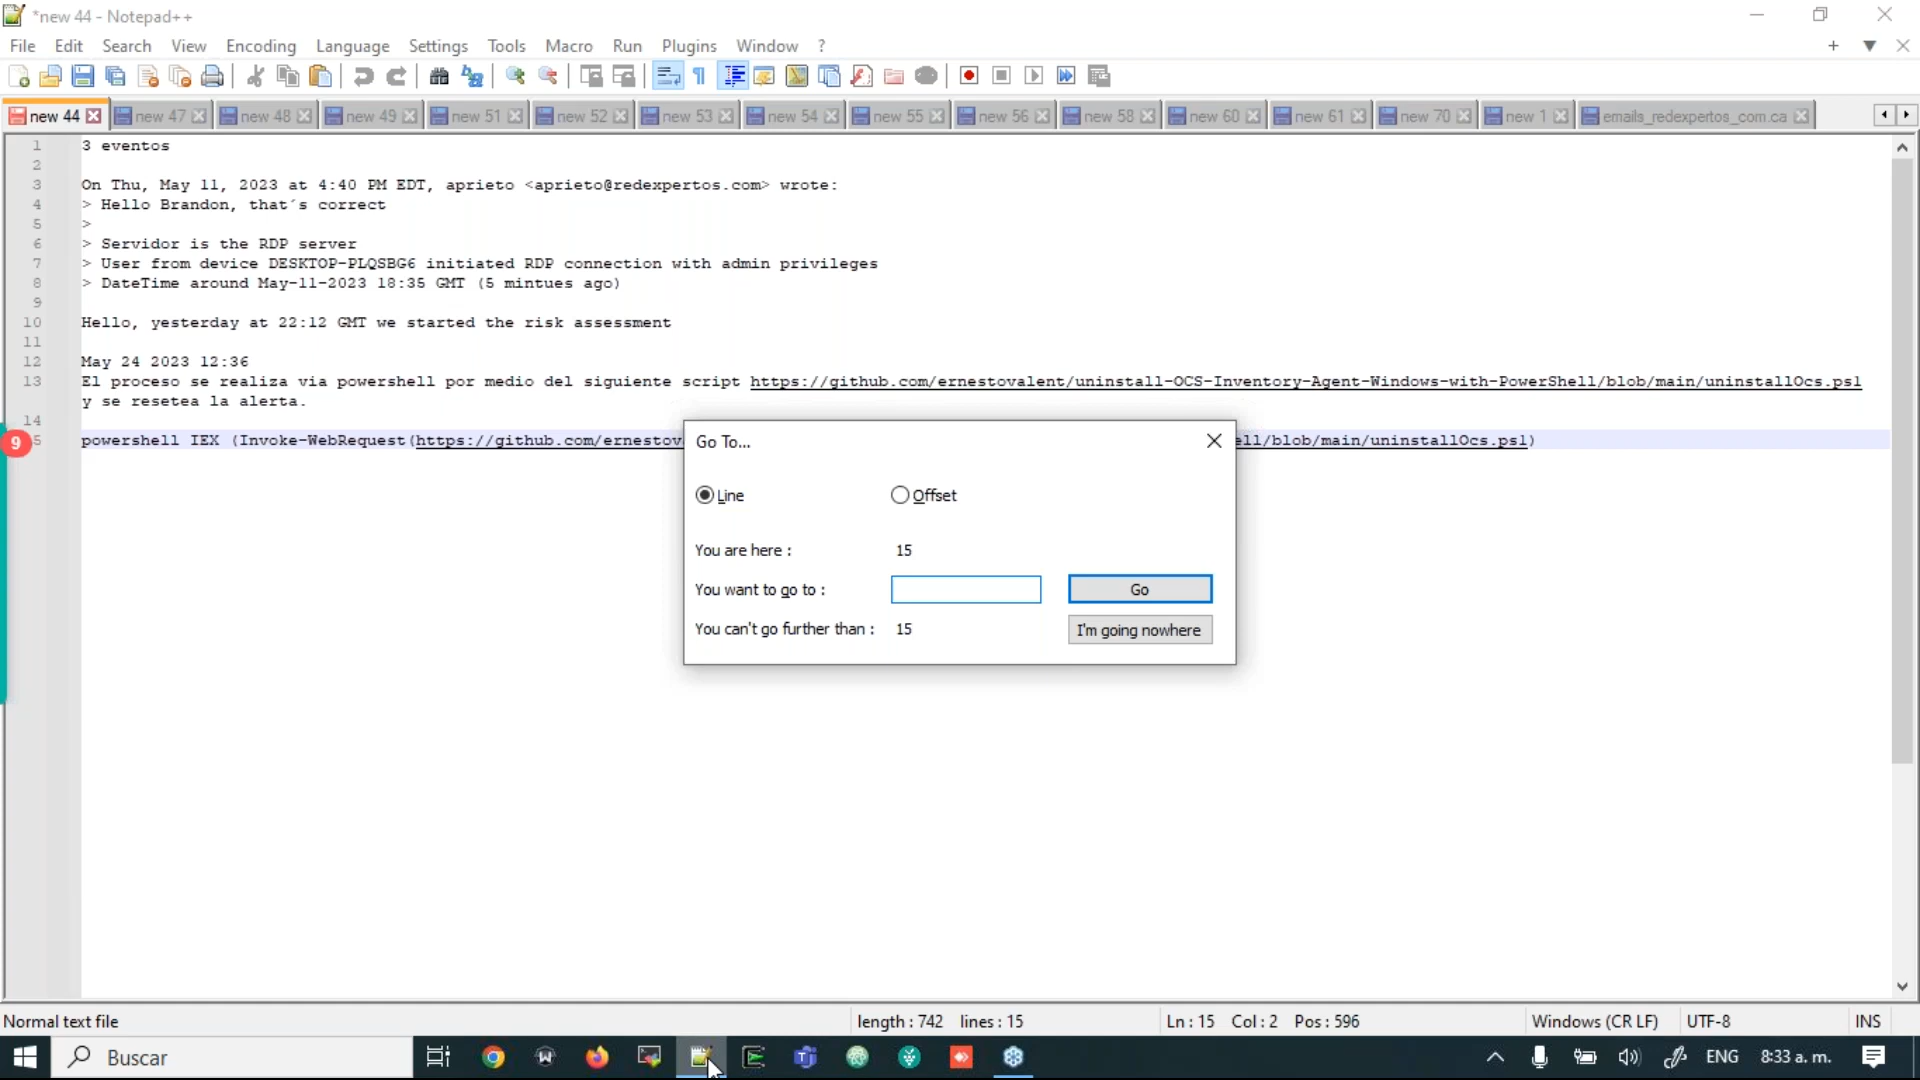 *new 44 - Notepad++
File Edit Search View Encoding Language Settings Tools Macro Run Plugins Window ?
new 44 new 47 new 48 new 49 new 51 new 52 new 53 new 54 new 55 new 56 new 58 new 60 new 61 new 70 new 1 emails_redexpertos_com.ca
1 3 eventos
2
3 On Thu, May 11, 2023 at 4:40 PM EDT, aprieto <aprieto@redexpertos.com> wrote:
4 > Hello Brandon, that´s correct
5 >
6 > Servidor is the RDP server
7 > User from device DESKTOP-PLQSBG6 initiated RDP connection with admin privileges
8 > DateTime around May-11-2023 18:35 GMT (5 mintues ago)
9
10 Hello, yesterday at 22:12 GMT we started the risk assessment
11
12 May 24 2023 12:36
13 El proceso se realiza via powershell por medio del siguiente script https://github.com/ernestovalent/uninstall-OCS-Inventory-Agent-Windows-with-PowerShell/blob/main/uninstallOcs.ps1
y se resetea la alerta.
14
9 5 powershell IEX (Invoke-WebRequest(https://github.com/ernestov ell/blob/main/uninstallOcs.ps1)
Go To...
Line Offset
You are here : 15
You want to go to : Go
You can't go further than : 15 I'm going nowhere
Normal text file length : 742 lines : 15 Ln : 15 Col : 2 Pos : 596 Windows (CR LF) UTF-8 INS
Buscar ENG 8:33 a. m.